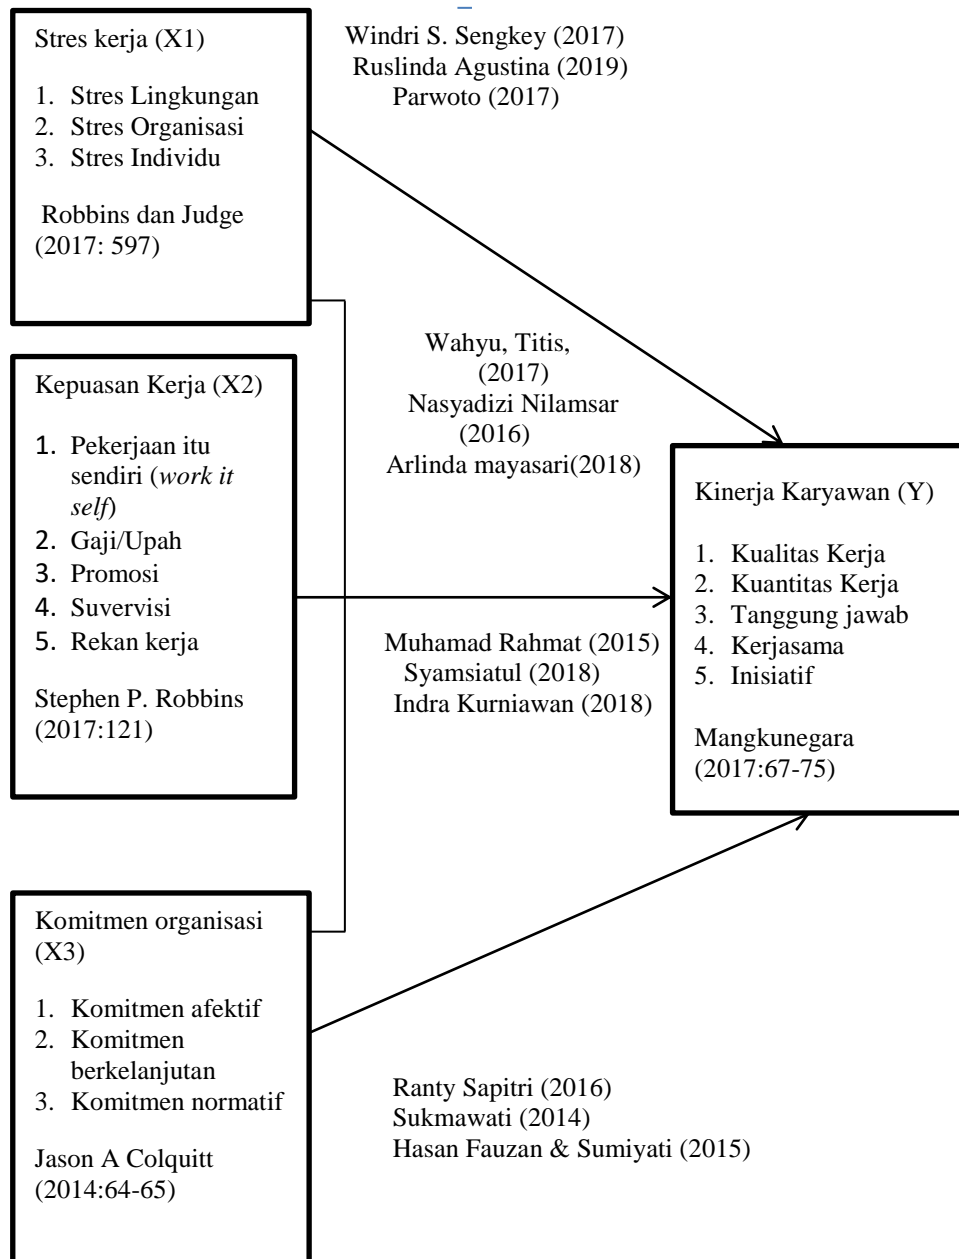 Stres kerja (X1)
1. Stres Lingkungan
2. Stres Organisasi
3. Stres Individu
Robbins dan Judge
(2017: 597)
Windri S. Sengkey (2017)
Ruslinda Agustina (2019)
Parwoto (2017)
Kepuasan Kerja (X2)
1. Pekerjaan itu
sendiri (work it
self)
2. Gaji/Upah
3. Promosi
4. Suvervisi
5. Rekan kerja
Stephen P. Robbins
(2017:121)
Wahyu, Titis,
(2017)
Nasyadizi Nilamsar
(2016)
Arlinda mayasari(2018)
Muhamad Rahmat (2015)
Syamsiatul (2018)
Indra Kurniawan (2018)
Kinerja Karyawan (Y)
1. Kualitas Kerja
2. Kuantitas Kerja
3. Tanggung jawab
4. Kerjasama
5. Inisiatif
Mangkunegara
(2017:67-75)
Komitmen organisasi
(X3)
1. Komitmen afektif
2. Komitmen
berkelanjutan
3. Komitmen normatif
Jason A Colquitt
(2014:64-65)
Ranty Sapitri (2016)
Sukmawati (2014)
Hasan Fauzan & Sumiyati (2015)